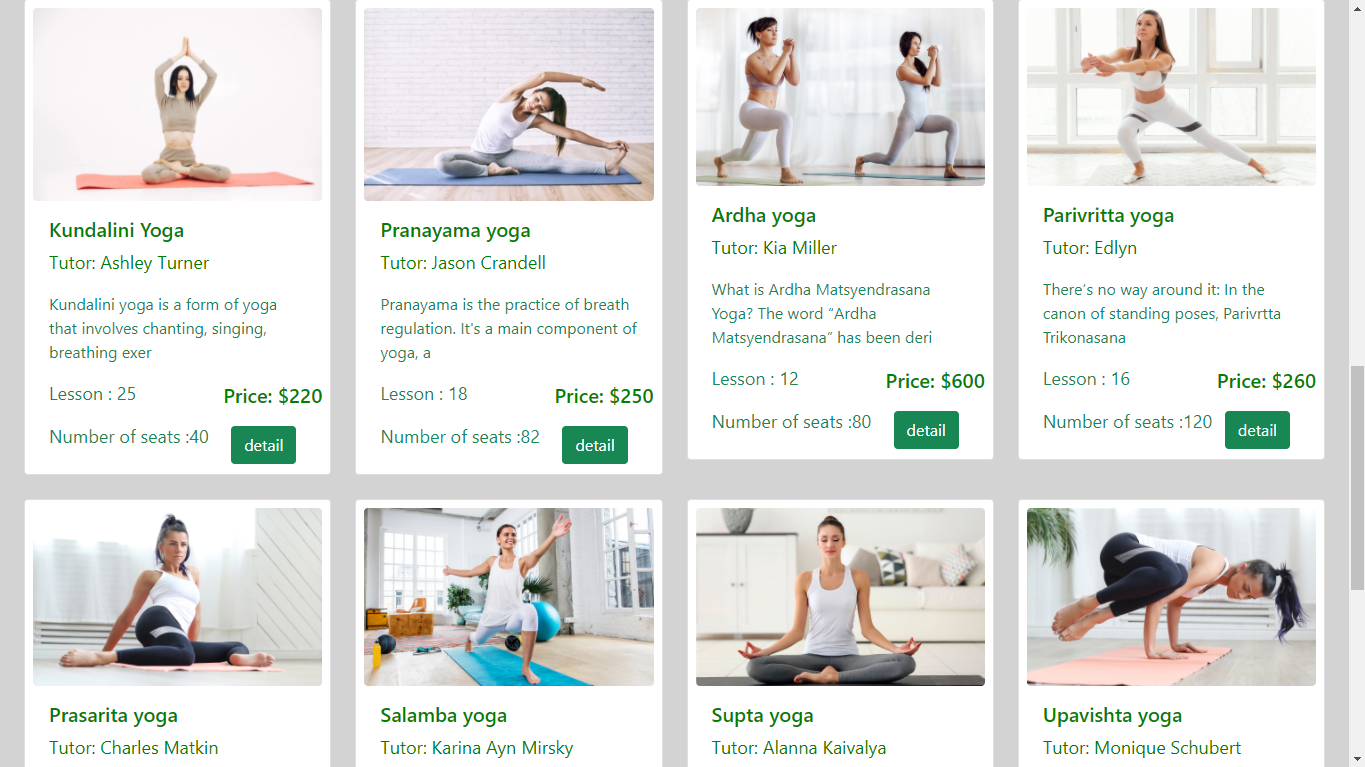 Kundalini Yoga
Tutor: Ashley Turner
Kundalini yoga is a form of yoga
that involves chanting, singing,
breathing exer
Lesson : 25
Price: $220
Number of seats :40
detail
Pranayama yoga
Tutor: Jason Crandell
Pranayama is the practice of breath
regulation. It's a main component of
yoga, a
Lesson : 18
Price: $250
Number of seats :82
detail
Ardha yoga
Tutor: Kia Miller
What is Ardha Matsyendrasana
Yoga? The word “Ardha
Matsyendrasana” has been deri
Lesson : 12
Price: $600
Number of seats :80
detail
Parivritta yoga
Tutor: Edlyn
There’s no way around it: In the
canon of standing poses, Parivrtta
Trikonasana
Lesson : 16
Price: $260
Number of seats :120
detail
Prasarita yoga
Tutor: Charles Matkin
Salamba yoga
Tutor: Karina Ayn Mirsky
Supta yoga
Tutor: Alanna Kaivalya
Upavishta yoga
Tutor: Monique Schubert